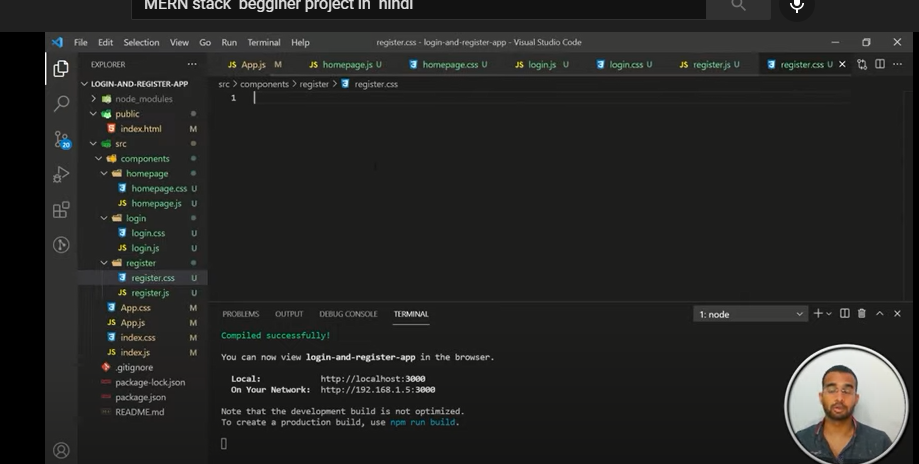 MERN stack begginer project in hindi
File Edit Selection View Go Run Terminal Help
register.css - login-and-register-app - Visual Studio Code
EXPLORER
App.js M
homepage.js U
homepage.css U
login.js U
login.css U
register.js U
register.css U
LOGIN-AND-REGISTER-APP
src > components > register > register.css
1
node_modules
public
index.html M
src
components
homepage
homepage.css U
homepage.js U
login
login.css U
login.js U
register
register.css U
register.js U
App.css M
App.js M
index.css M
index.js M
.gitignore
package-lock.json
package.json
README.md
20
PROBLEMS OUTPUT DEBUG CONSOLE TERMINAL
1: node
Compiled successfully!
You can now view login-and-register-app in the browser.
Local: http://localhost:3000
On Your Network: http://192.168.1.5:3000
Note that the development build is not optimized.
To create a production build, use npm run build.